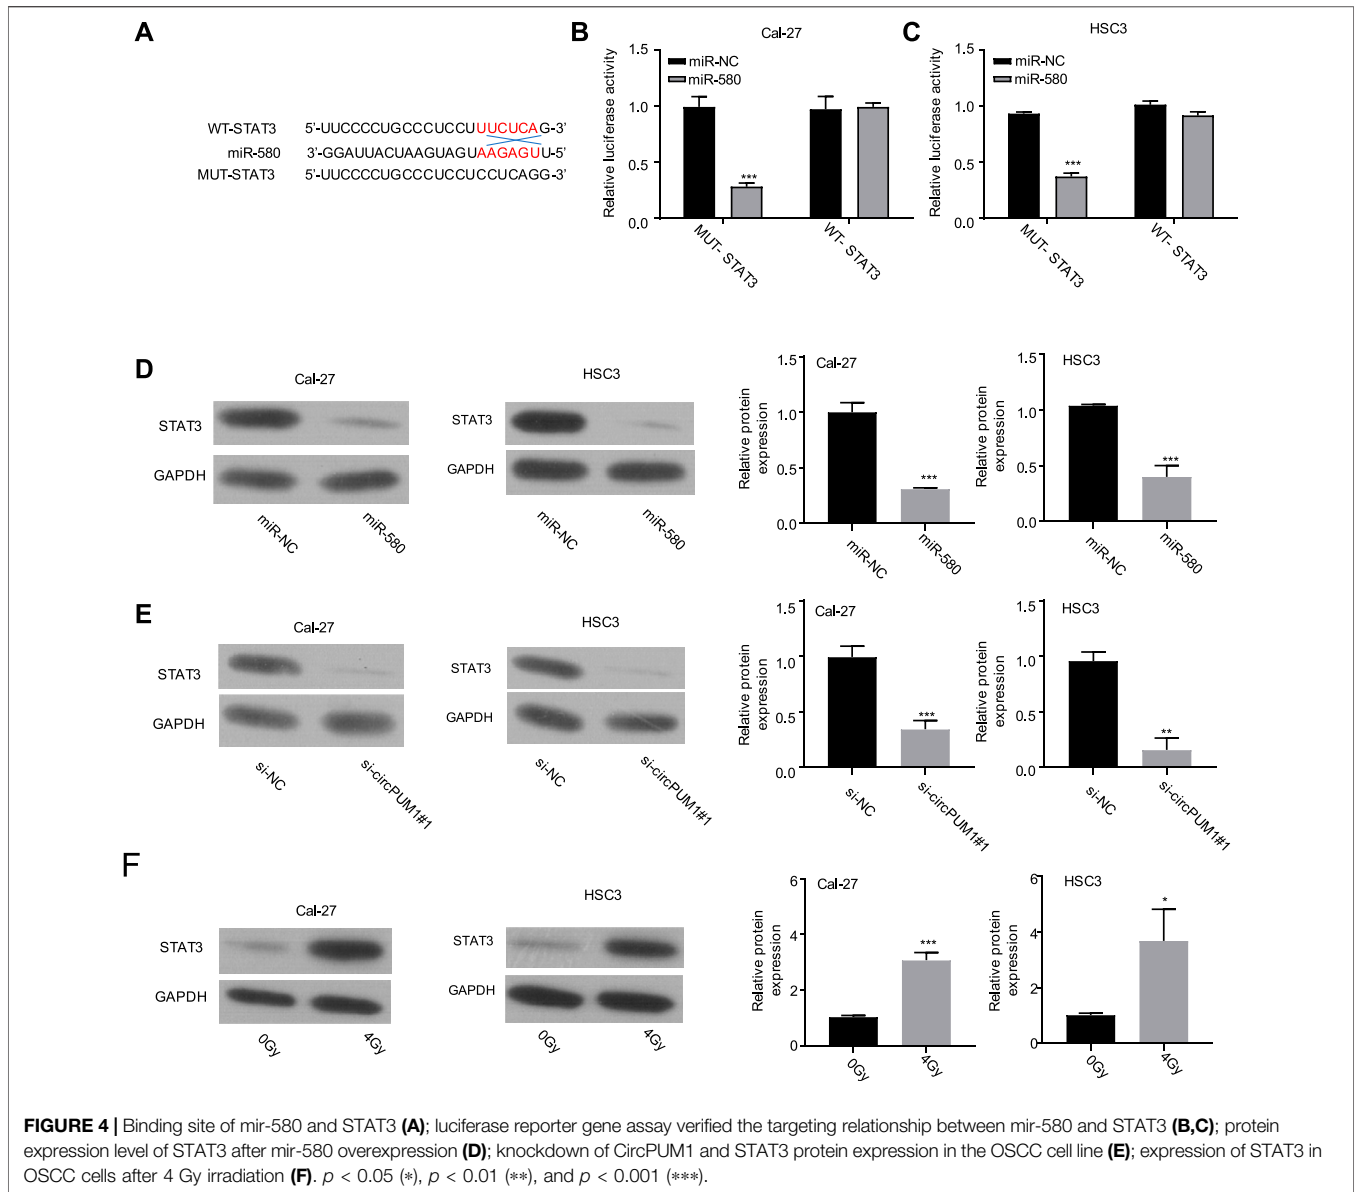 A
WT-STAT3 5'-UUCCCCUGCCCUCCUUUCUCAG-3'
miR-580 3'-GGAUUACUAAGUAGUAAGAGUU-5'
MUT-STAT3 5'-UUCCCCUGCCCUCCUCCUCAGG-3'
B
Cal-27
Relative luciferase activity
1.5
1.0
0.5
0.0
miR-NC
miR-580
***
MUT- STAT3
WT- STAT3
C
HSC3
Relative luciferase activity
1.5
1.0
0.5
0.0
miR-NC
miR-580
***
MUT- STAT3
WT- STAT3
D
Cal-27
STAT3
GAPDH
miR-NC
miR-580
HSC3
STAT3
GAPDH
miR-NC
miR-580
Cal-27
Relative protein
expression
1.5
1.0
0.5
0.0
***
miR-NC
miR-580
HSC3
Relative protein
expression
1.5
1.0
0.5
0.0
***
miR-NC
miR-580
E
Cal-27
STAT3
GAPDH
si-NC
si-circPUM1#1
HSC3
STAT3
GAPDH
si-NC
si-circPUM1#1
Cal-27
Relative protein
expression
1.5
1.0
0.5
0.0
***
si-NC
si-circPUM1#1
HSC3
Relative protein
expression
1.5
1.0
0.5
0.0
**
si-NC
si-circPUM1#1
F
Cal-27
STAT3
GAPDH
0Gy
4Gy
HSC3
STAT3
GAPDH
0Gy
4Gy
Cal-27
Relative protein
expression
6
4
2
0
***
0Gy
4Gy
HSC3
Relative protein
expression
6
4
2
0
*
0Gy
4Gy
FIGURE 4 | Binding site of mir-580 and STAT3 (A); luciferase reporter gene assay verified the targeting relationship between mir-580 and STAT3 (B,C); protein
expression level of STAT3 after mir-580 overexpression (D); knockdown of CircPUM1 and STAT3 protein expression in the OSCC cell line (E); expression of STAT3 in
OSCC cells after 4 Gy irradiation (F). p < 0.05 (*), p < 0.01 (**), and p < 0.001 (***).